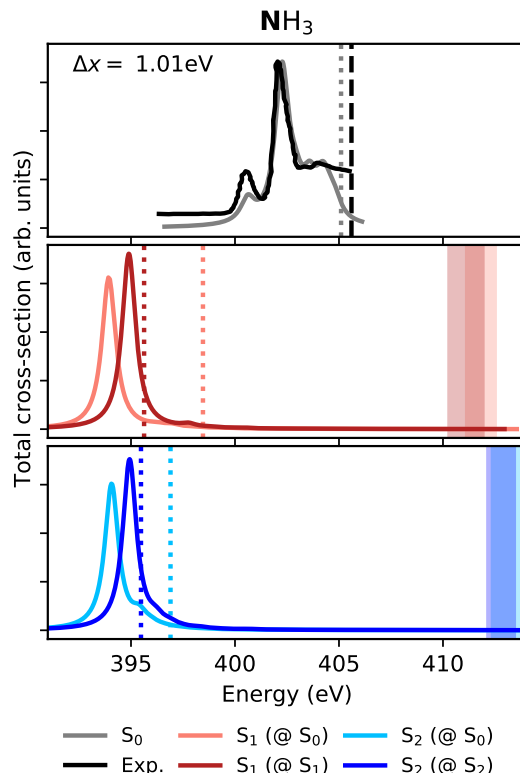 NH₃
Δx = 1.01eV
Total cross-section (arb. units)
395 400 405 410
Energy (eV)
S₀ S₁ (@ S₀) S₂ (@ S₀)
Exp. S₁ (@ S₁) S₂ (@ S₂)